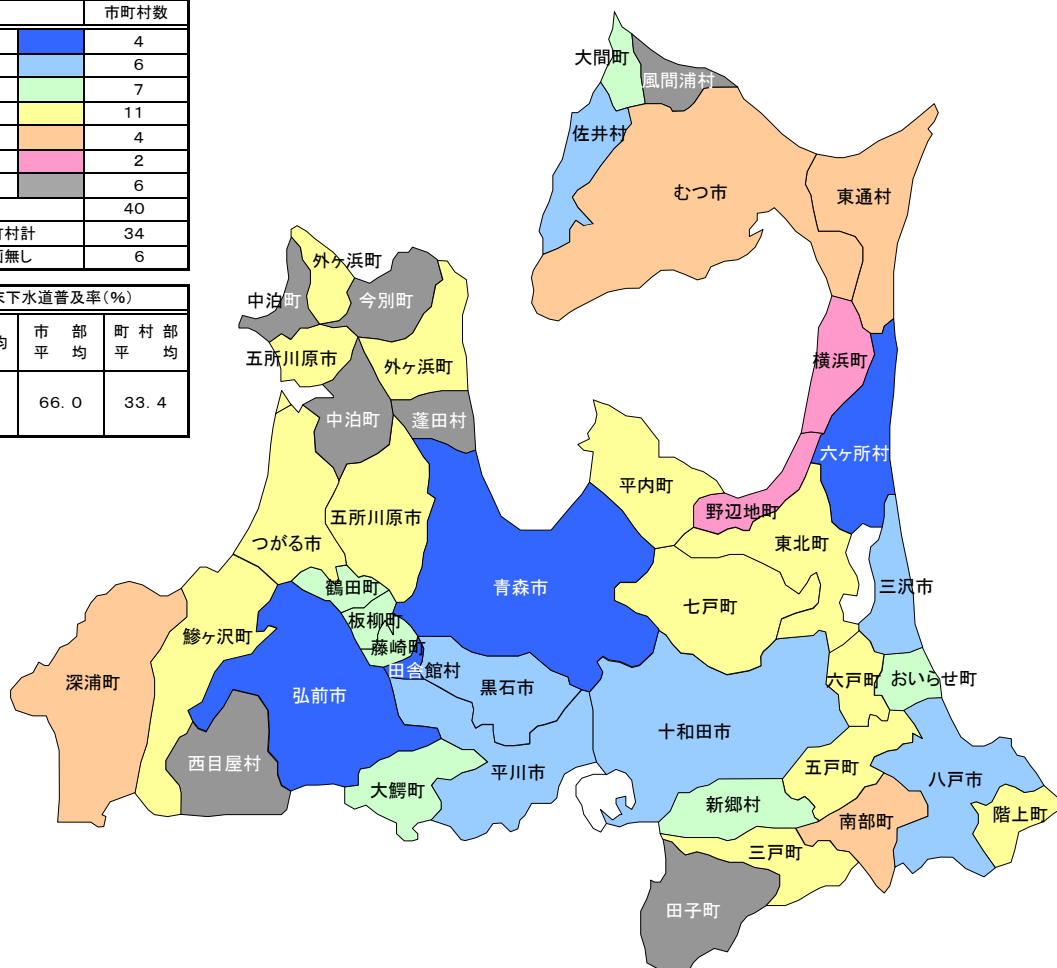 市町村数
4
6
7
11
4
2
6
40
町村計 34
画無し 6
末下水道普及率(%)
均 市部平均 町村部平均
66.0 33.4
大間町
風間浦村
佐井村
むつ市
東通村
外ヶ浜町
中泊町
今別町
五所川原市
外ヶ浜町
横浜町
中泊町
蓬田村
六ヶ所村
平内町
野辺地町
五所川原市
つがる市
東北町
青森市
三沢市
鶴田町
七戸町
板柳町
鰺ヶ沢町
藤崎町
田舎館村
六戸町
おいらせ町
深浦町
弘前市
黒石市
十和田市
西目屋村
平川市
五戸町
八戸市
大鰐町
新郷村
南部町
階上町
三戸町
田子町